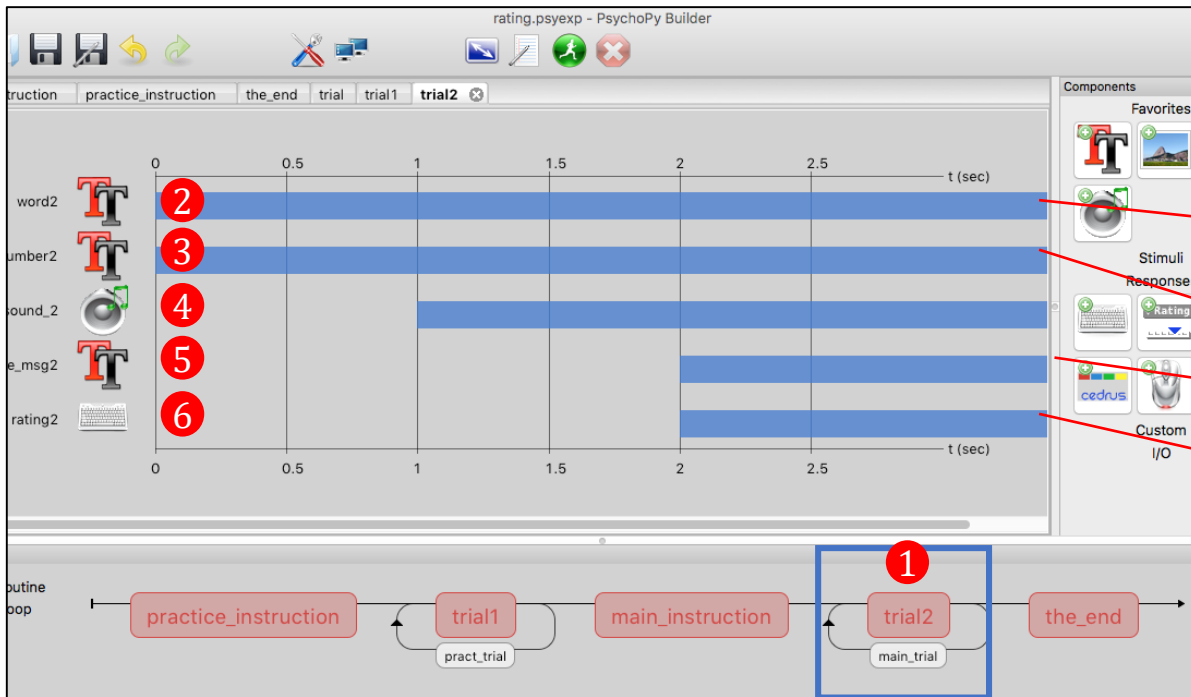 rating.psyexp - PsychoPy Builder
truction practice_instruction the_end trial trial1 trial2
Components
Favorites
0 0.5 1 1.5 2 2.5
t (sec)
word2 2
umber2 3
sound_2 4
e_msg2 5
rating2 6
t (sec)
0 0.5 1 1.5 2 2.5
Stimuli
Response
Rating
cedrus
Custom
I/O
1
outine
oop
practice_instruction trial1 main_instruction trial2 the_end
pract_trial main_trial